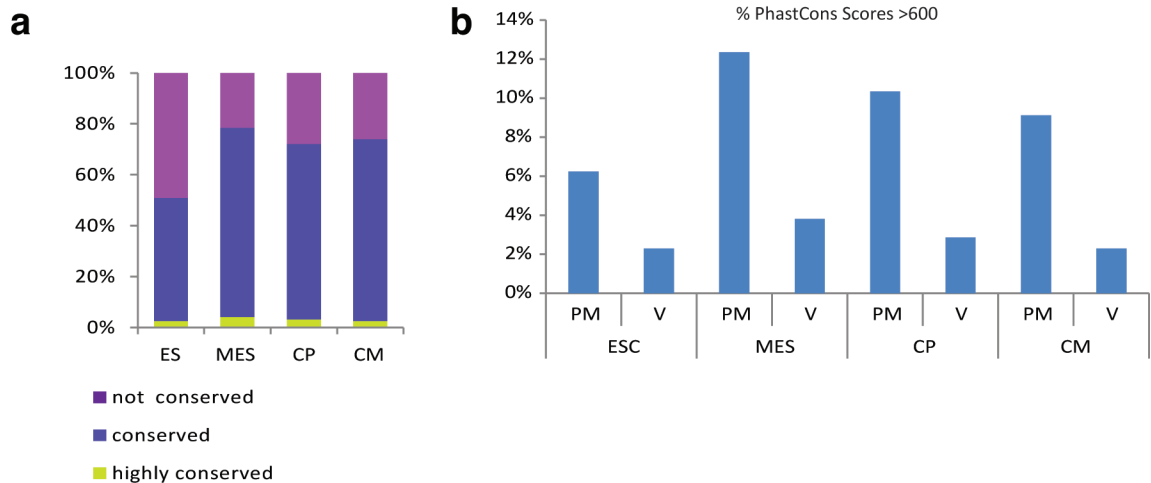 a
100%
80%
60%
40%
20%
0%
ES MES CP CM
not conserved
conserved
highly conserved
b
% PhastCons Scores >600
14%
12%
10%
8%
6%
4%
2%
0%
PM V PM V PM V PM V
ESC MES CP CM